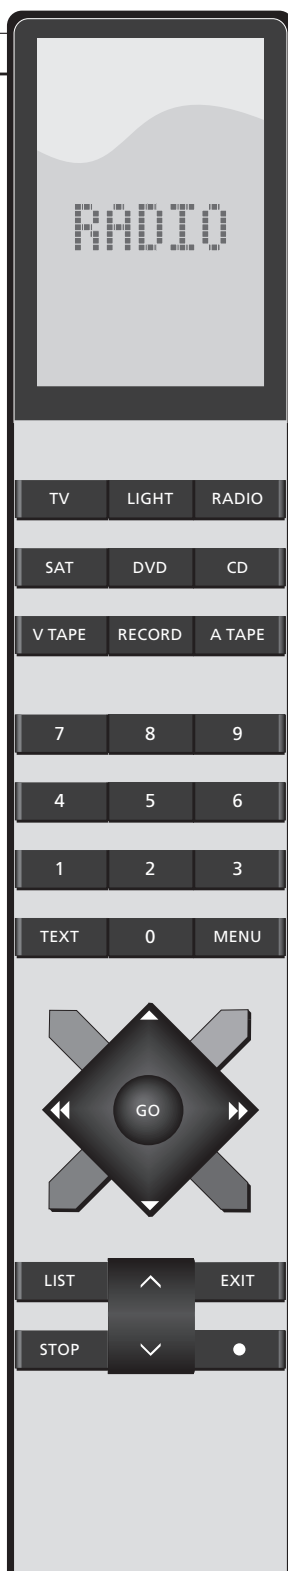 RADIO
TV LIGHT RADIO
SAT DVD CD
V TAPE RECORD A TAPE
7 8 9
4 5 6
1 2 3
TEXT 0 MENU
GO
LIST EXIT
STOP